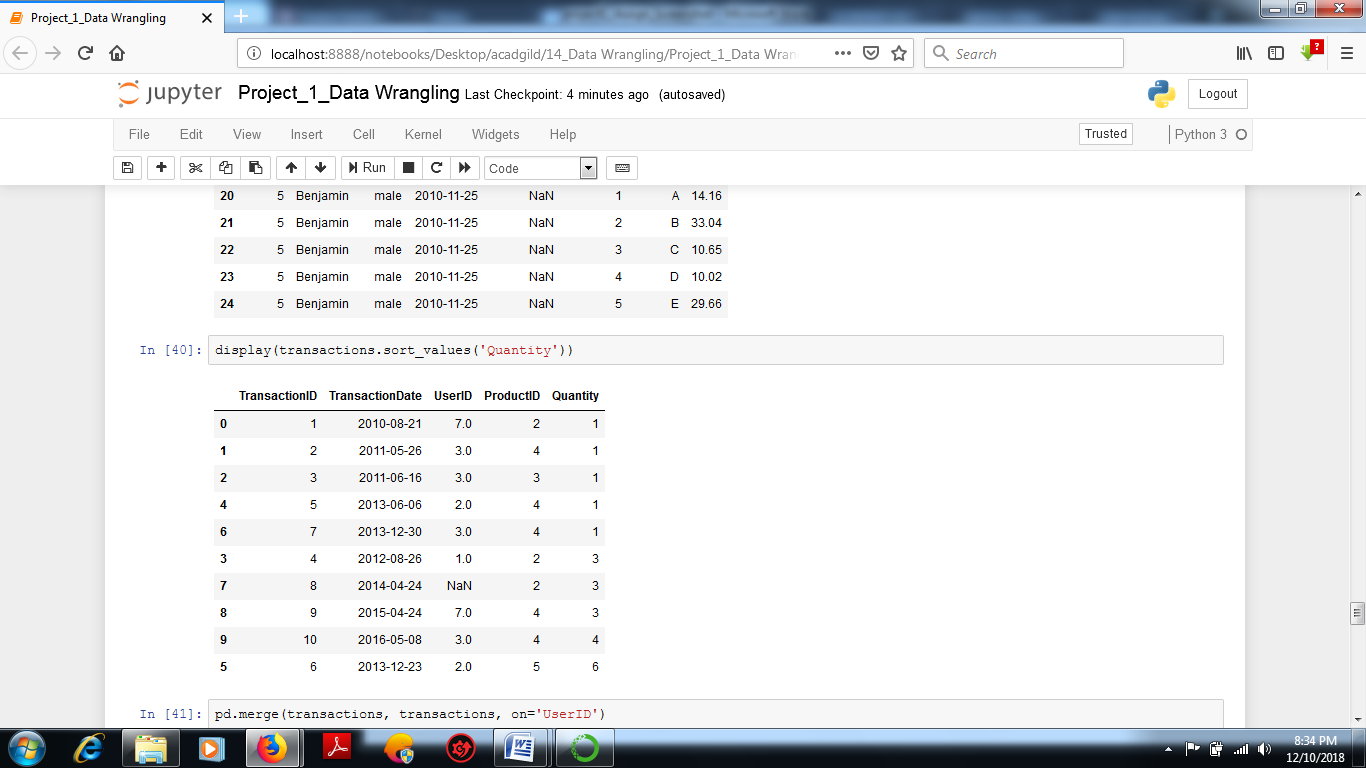 Project_1_Data Wrangling
localhost:8888/notebooks/Desktop/acadgild/14_Data Wrangling/Project_1_Data Wran
Search
jupyter Project_1_Data Wrangling Last Checkpoint: 4 minutes ago (autosaved)
Logout
File Edit View Insert Cell Kernel Widgets Help
Trusted Python 3
Run Code
20 5 Benjamin male 2010-11-25 NaN 1 A 14.16
21 5 Benjamin male 2010-11-25 NaN 2 B 33.04
22 5 Benjamin male 2010-11-25 NaN 3 C 10.65
23 5 Benjamin male 2010-11-25 NaN 4 D 10.02
24 5 Benjamin male 2010-11-25 NaN 5 E 29.66
In [40]: display(transactions.sort_values('Quantity'))
TransactionID TransactionDate UserID ProductID Quantity
0 1 2010-08-21 7.0 2 1
1 2 2011-05-26 3.0 4 1
2 3 2011-06-16 3.0 3 1
4 5 2013-06-06 2.0 4 1
6 7 2013-12-30 3.0 4 1
3 4 2012-08-26 1.0 2 3
7 8 2014-04-24 NaN 2 3
8 9 2015-04-24 7.0 4 3
9 10 2016-05-08 3.0 4 4
5 6 2013-12-23 2.0 5 6
In [41]: pd.merge(transactions, transactions, on='UserID')
8:34 PM
12/10/2018